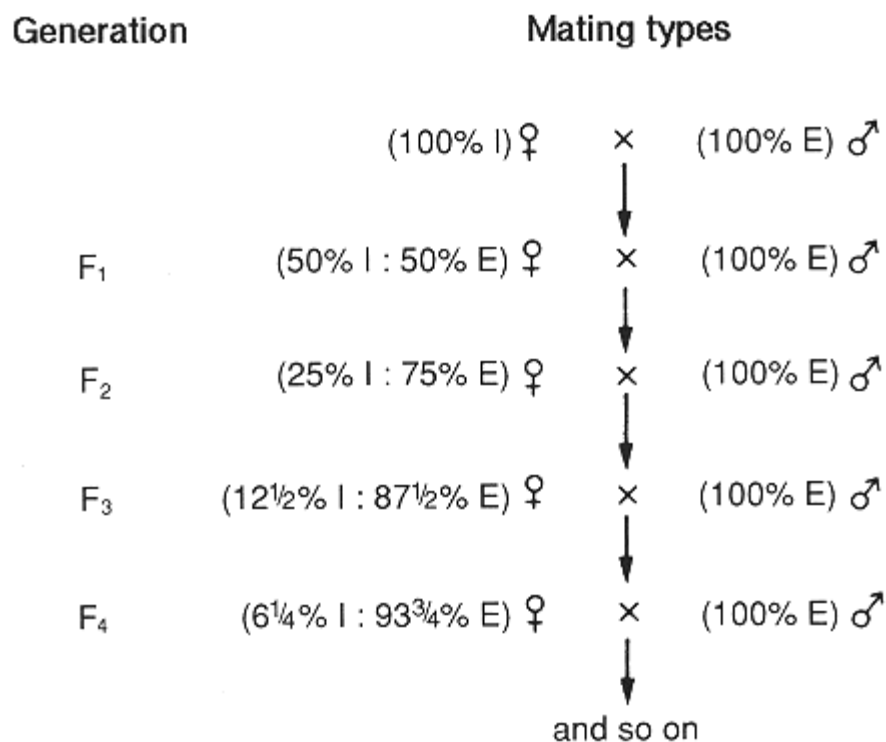 Generation Mating types
(100% I) ♀ × (100% E) ♂
F₁ (50% I : 50% E) ♀ × (100% E) ♂
F₂ (25% I : 75% E) ♀ × (100% E) ♂
F₃ (12½% I : 87½% E) ♀ × (100% E) ♂
F₄ (6¼% I : 93¾% E) ♀ × (100% E) ♂
and so on